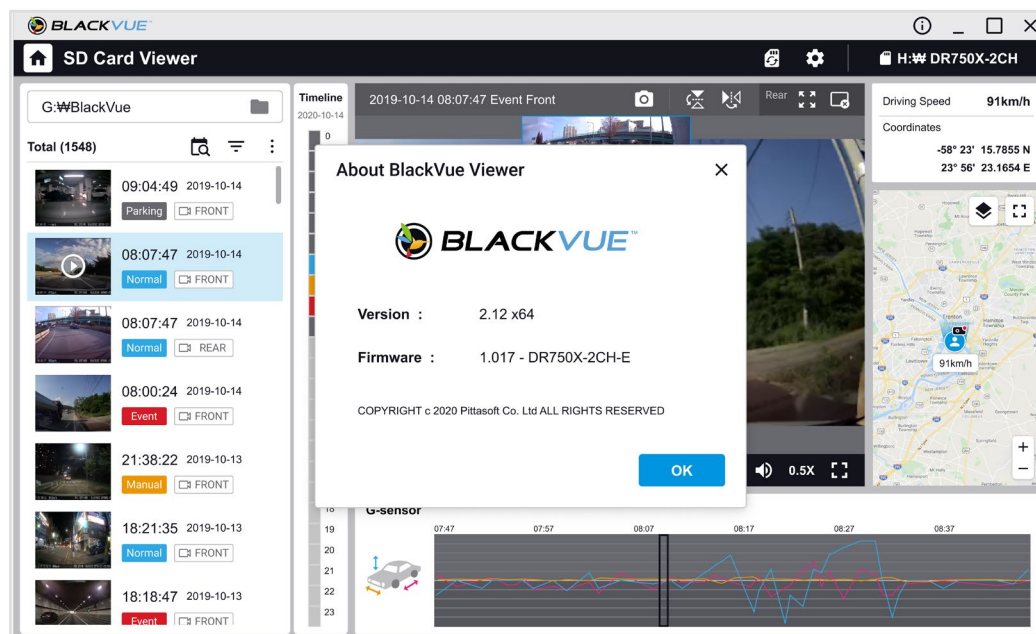 BLACKVUE
SD Card Viewer
H:₩ DR750X-2CH
G:₩BlackVue
Total (1548)
09:04:49 2019-10-14
Parking FRONT
08:07:47 2019-10-14
Normal FRONT
08:07:47 2019-10-14
Normal REAR
08:00:24 2019-10-14
Event FRONT
21:38:22 2019-10-13
Manual FRONT
18:21:35 2019-10-13
Normal FRONT
18:18:47 2019-10-13
Event FRONT
Timeline
2020-10-14
0
18
19
20
21
22
23
2019-10-14 08:07:47 Event Front
Rear
About BlackVue Viewer
BLACKVUE™
Version : 2.12 x64
Firmware : 1.017 - DR750X-2CH-E
COPYRIGHT c 2020 Pittasoft Co. Ltd ALL RIGHTS RESERVED
OK
0.5X
Driving Speed 91km/h
Coordinates
-58° 23' 15.7855 N
23° 56' 23.1654 E
Trenton
Hamilton
Township
91km/h
+
−
G-sensor
07:47 07:57 08:07 08:17 08:27 08:37